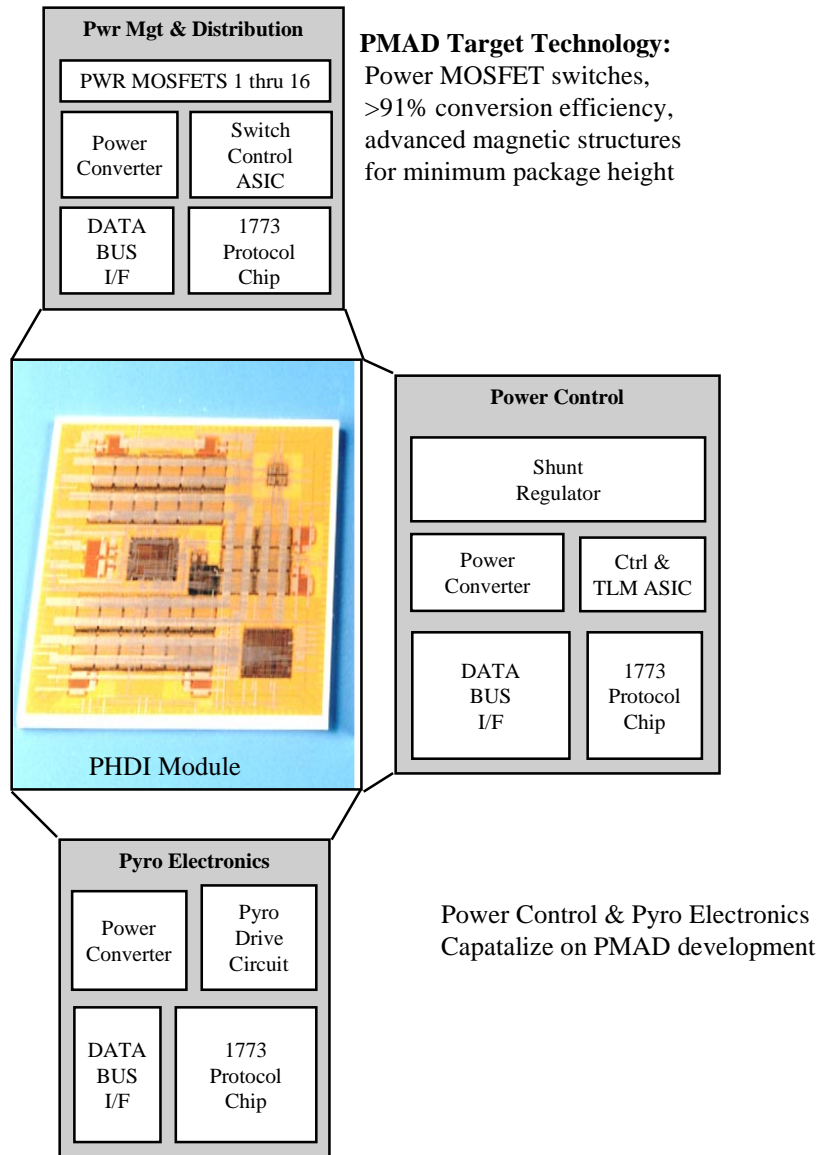 Pwr Mgt & Distribution
PWR MOSFETS 1 thru 16
Power
Converter
Switch
Control
ASIC
DATA
BUS
I/F
1773
Protocol
Chip
PMAD Target Technology:
Power MOSFET switches,
>91% conversion efficiency,
advanced magnetic structures
for minimum package height
PHDI Module
Power Control
Shunt
Regulator
Power
Converter
Ctrl &
TLM ASIC
DATA
BUS
I/F
1773
Protocol
Chip
Pyro Electronics
Power
Converter
Pyro
Drive
Circuit
DATA
BUS
I/F
1773
Protocol
Chip
Power Control & Pyro Electronics
Capatalize on PMAD development